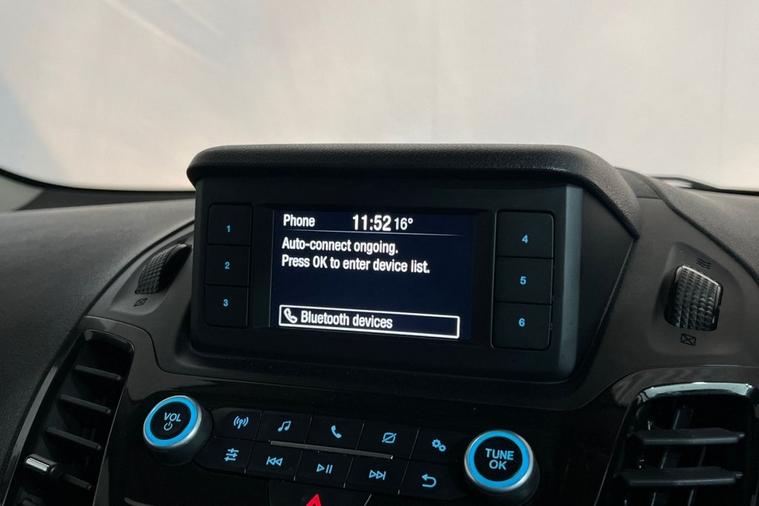 Phone 11:52 16°
Auto-connect ongoing.
Press OK to enter device list.
Bluetooth devices
1
2
3
4
5
6
VOL
TUNE
OK